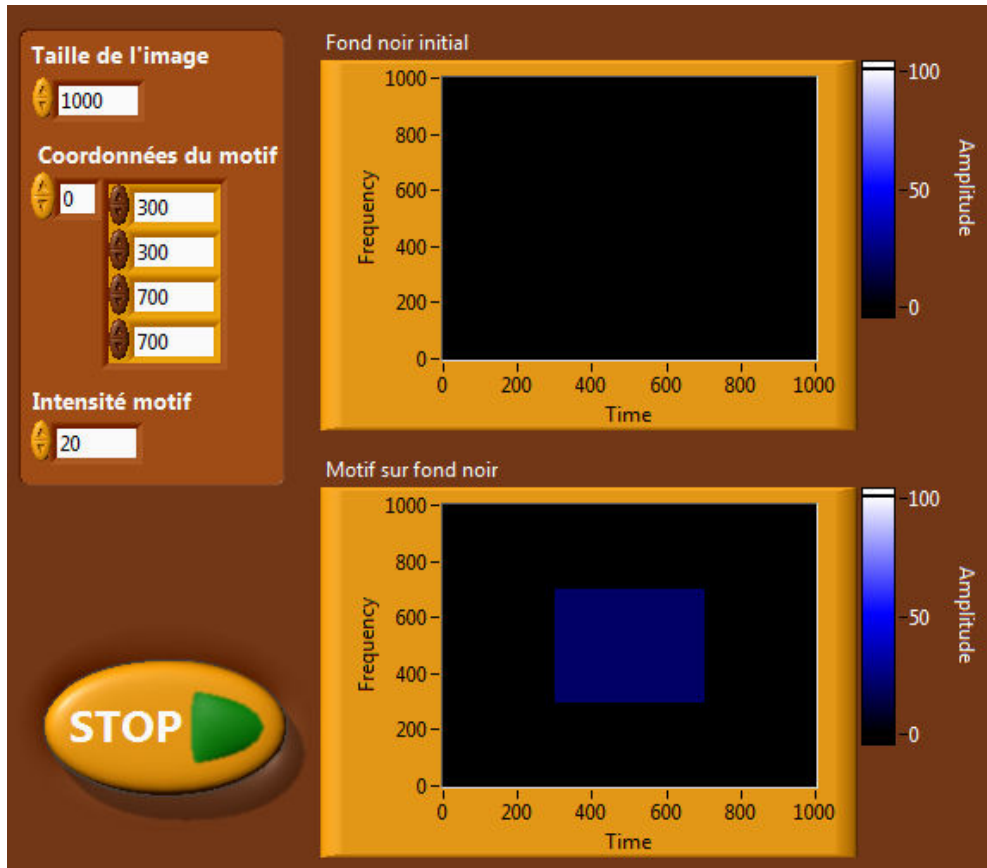 Taille de l'image
1000
Coordonnées du motif
0
300
300
700
700
Intensité motif
20
STOP
Fond noir initial
1000
800
600
400
200
0
Frequency
0 200 400 600 800 1000
Time
100
50
0
Amplitude
Motif sur fond noir
1000
800
600
400
200
0
Frequency
0 200 400 600 800 1000
Time
100
50
0
Amplitude